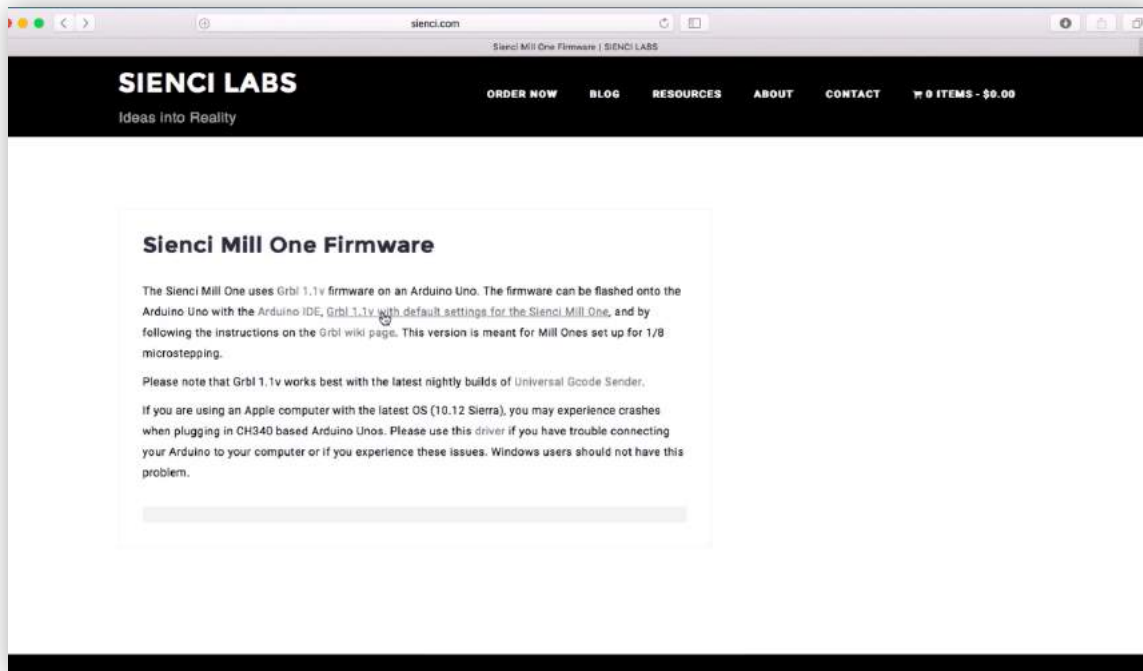 sienci.com
Sienci Mill One Firmware | SIENCI LABS
SIENCI LABS
Ideas into Reality
ORDER NOW BLOG RESOURCES ABOUT CONTACT 0 ITEMS - $0.00
Sienci Mill One Firmware
The Sienci Mill One uses Grbl 1.1v firmware on an Arduino Uno. The firmware can be flashed onto the
Arduino Uno with the Arduino IDE, Grbl 1.1v with default settings for the Sienci Mill One, and by
following the instructions on the Grbl wiki page. This version is meant for Mill Ones set up for 1/8
microstepping.
Please note that Grbl 1.1v works best with the latest nightly builds of Universal Gcode Sender.
If you are using an Apple computer with the latest OS (10.12 Sierra), you may experience crashes
when plugging in CH340 based Arduino Unos. Please use this driver if you have trouble connecting
your Arduino to your computer or if you experience these issues. Windows users should not have this
problem.